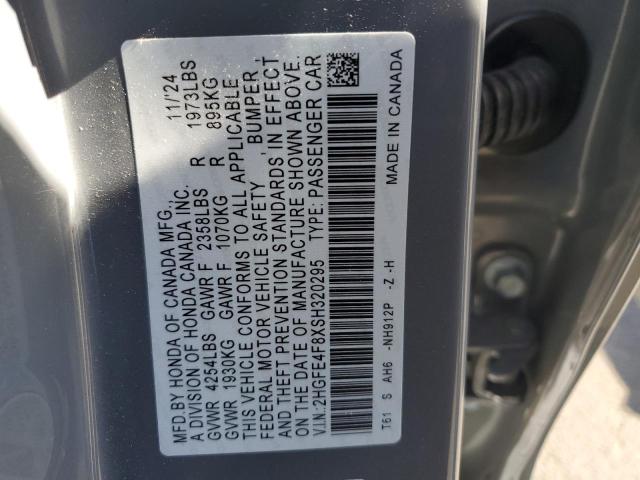 MFD.BY HONDA OF CANADA MFG., 11/'24
A DIVISION OF HONDA CANADA INC.
GVWR 4254LBS GAWR F 2358LBS R 1973LBS
GVWR 1930KG GAWR F 1070KG R 895KG
THIS VEHICLE CONFORMS TO ALL APPLICABLE
FEDERAL MOTOR VEHICLE SAFETY , BUMPER ,
AND THEFT PREVENTION STANDARDS IN EFFECT
ON THE DATE OF MANUFACTURE SHOWN ABOVE.
V.I.N.:2HGFE4F8XSH320295 TYPE: PASSENGER CAR
T61 S AH6 -NH912P -Z -H MADE IN CANADA